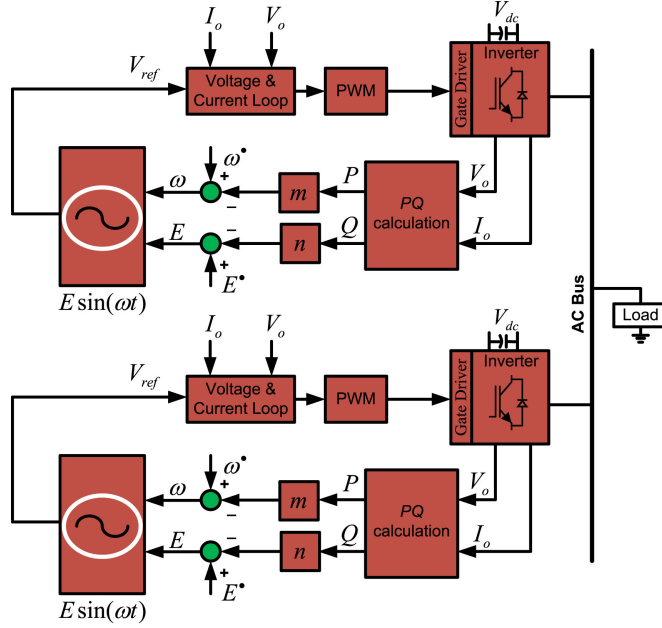 I_o V_o V_dc
V_ref
Voltage &
Current Loop
PWM
Gate Driver
Inverter
ω•
ω + −
m
P
PQ
calculation
V_o
E −
n
Q
I_o
+
E•
E sin(ωt)
AC Bus
Load
I_o V_o V_dc
V_ref
Voltage &
Current Loop
PWM
Gate Driver
Inverter
ω•
ω + −
m
P
PQ
calculation
V_o
E −
n
Q
I_o
+
E•
E sin(ωt)